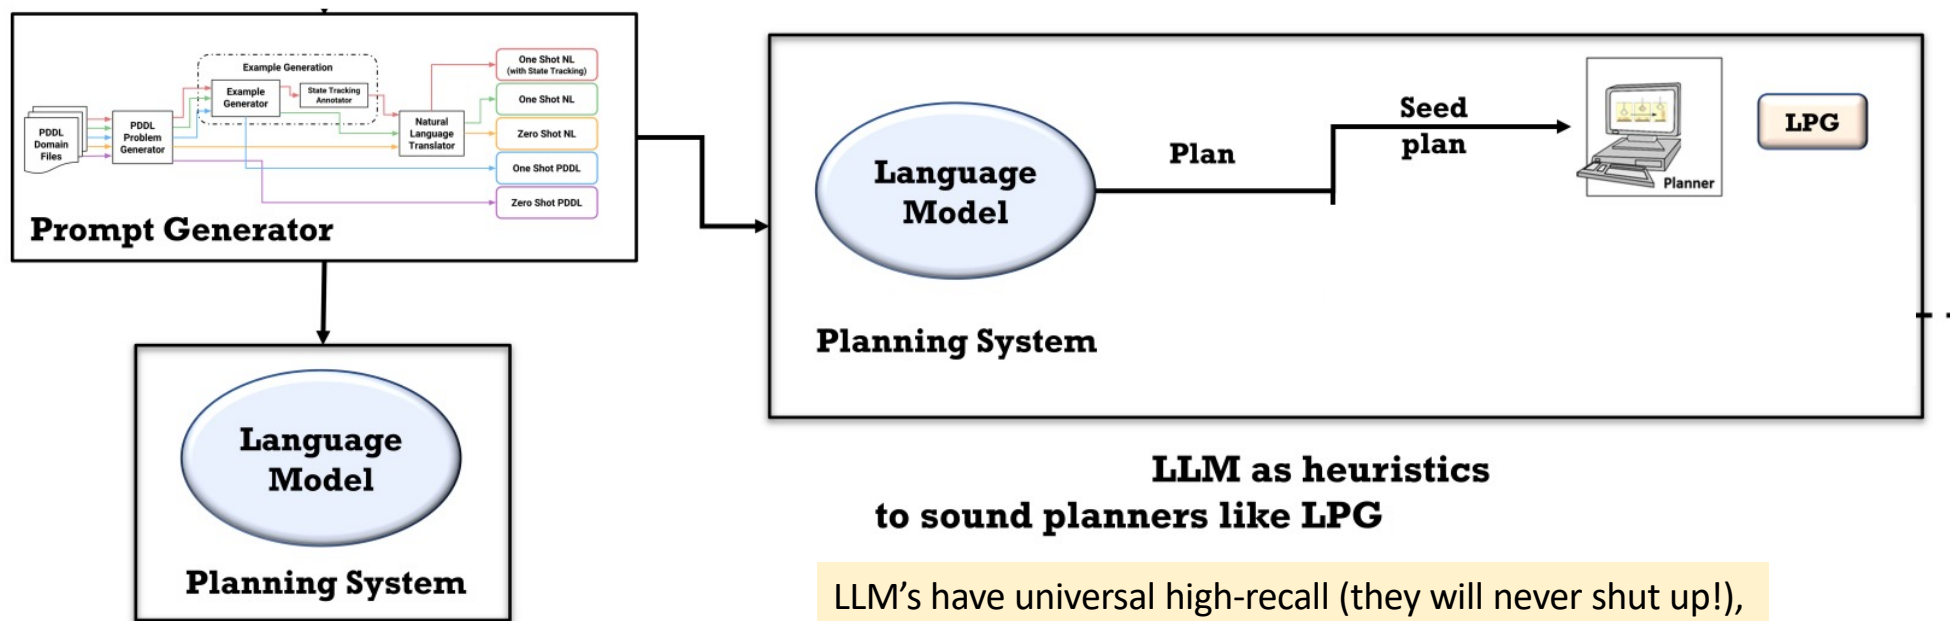 Example Generation
Example
Generator
State Tracking
Annotator
PDDL
Domain
Files
PDDL
Problem
Generator
Natural
Language
Translator
One Shot NL
(with State Tracking)
One Shot NL
Zero Shot NL
One Shot PDDL
Zero Shot PDDL
Prompt Generator
Language
Model
Planning System
Language
Model
Plan
Seed
plan
Planner
LPG
Planning System
LLM as heuristics
to sound planners like LPG
LLM's have universal high-recall (they will never shut up!),